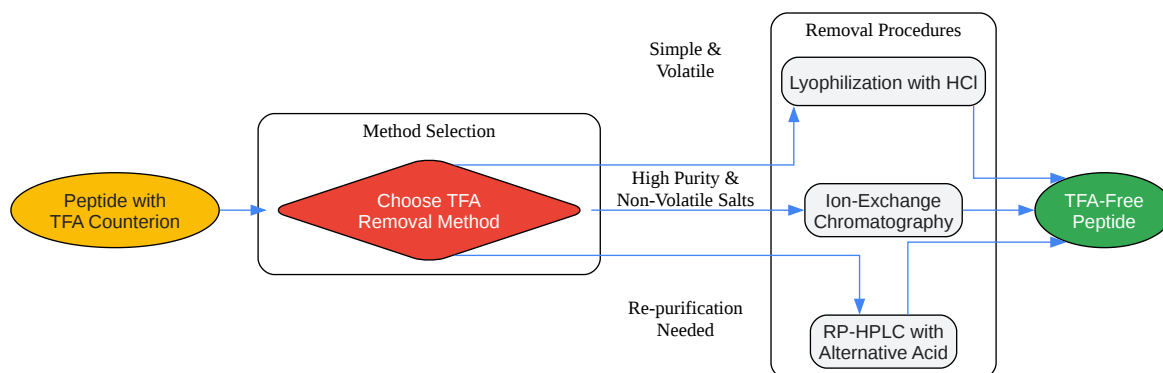 Peptide with
TFA Counterion
Method Selection
Choose TFA
Removal Method
Simple &
Volatile
High Purity &
Non-Volatile Salts
Re-purification
Needed
Removal Procedures
Lyophilization with HCl
Ion-Exchange
Chromatography
RP-HPLC with
Alternative Acid
TFA-Free
Peptide